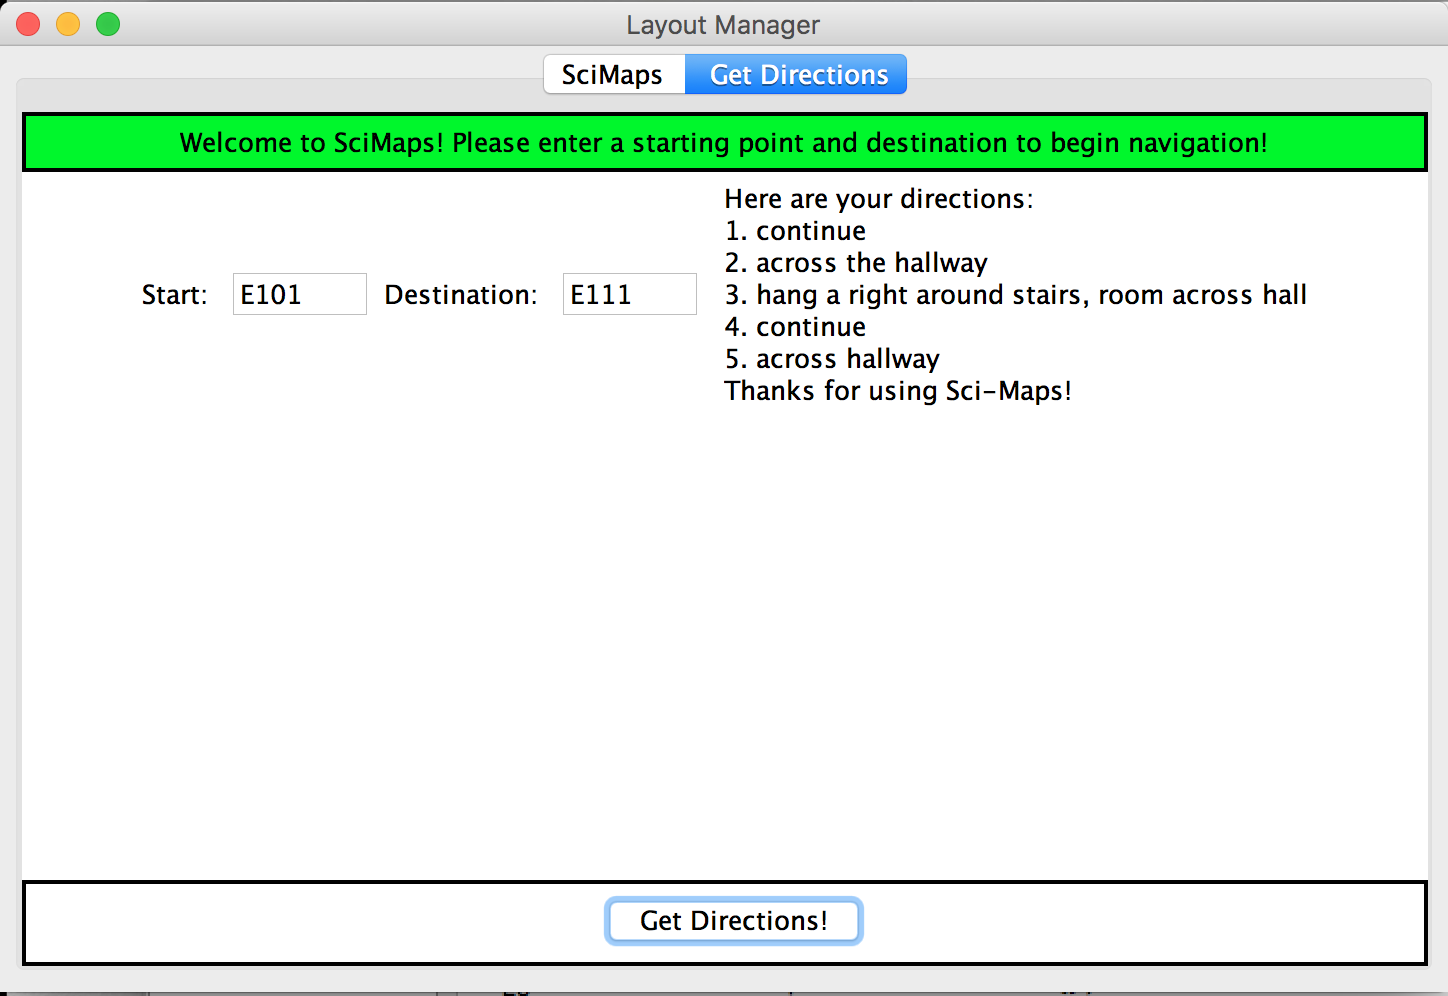 Layout Manager
SciMaps
Get Directions
Welcome to SciMaps! Please enter a starting point and destination to begin navigation!
Start: E101 Destination: E111
Here are your directions:
1. continue
2. across the hallway
3. hang a right around stairs, room across hall
4. continue
5. across hallway
Thanks for using Sci-Maps!
Get Directions!